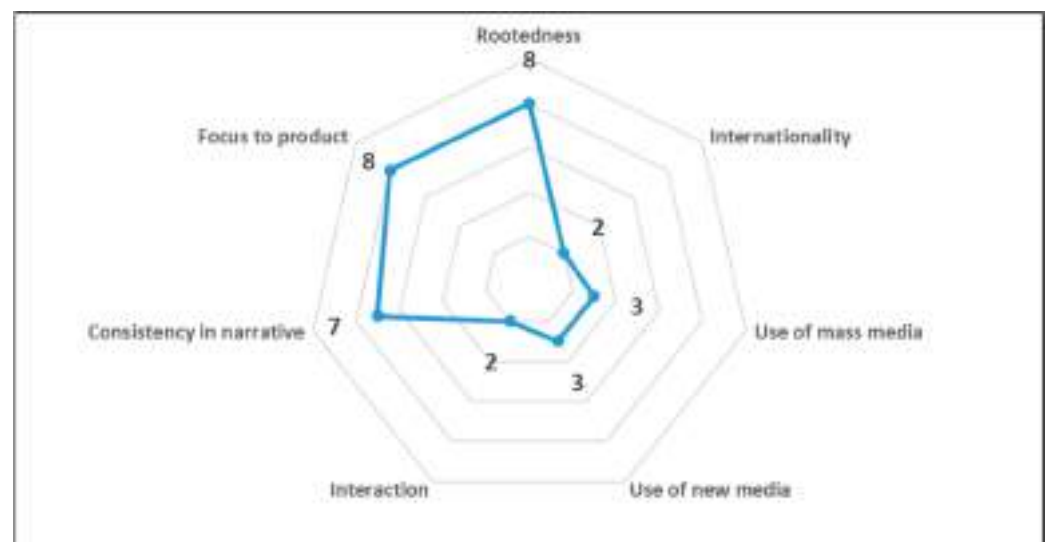 Rootedness
8
Focus to product
Internationality
8
2
3
Consistency in narrative
7
Use of mass media
2
3
Interaction
Use of new media